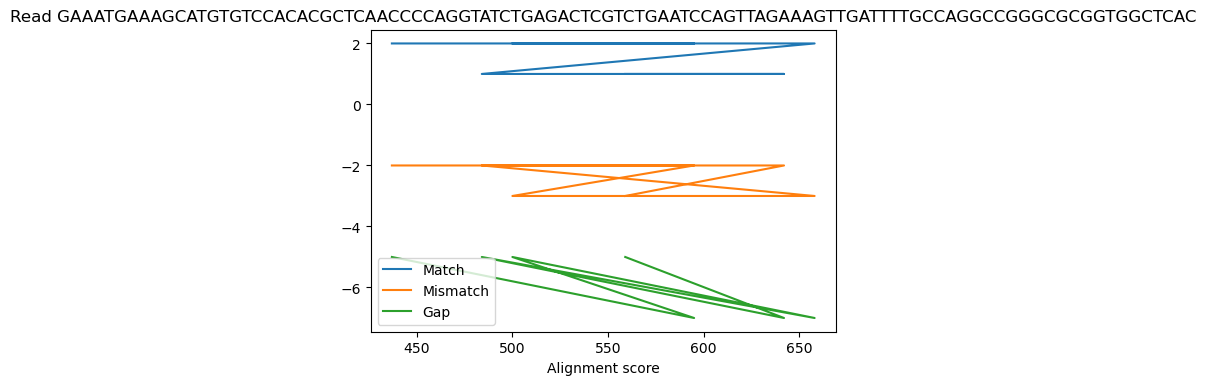 Read GAAATGAAAGCATGTGTCCACACGCTCAACCCCAGGTATCTGAGACTCGTCTGAATCCAGTTAGAAAGTTGATTTTGCCAGGCCGGGCGCGGTGGCTCAC
2
0
−2
−4
−6
Match
Mismatch
Gap
450 500 550 600 650
Alignment score